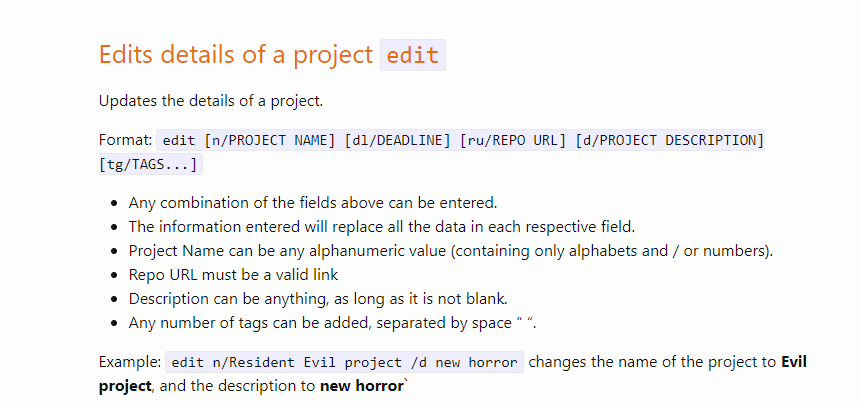 Edits details of a project edit
Updates the details of a project.
Format: edit [n/PROJECT NAME] [dl/DEADLINE] [ru/REPO URL] [d/PROJECT DESCRIPTION]
[tg/TAGS...]
• Any combination of the fields above can be entered.
• The information entered will replace all the data in each respective field.
• Project Name can be any alphanumeric value (containing only alphabets and / or numbers).
• Repo URL must be a valid link
• Description can be anything, as long as it is not blank.
• Any number of tags can be added, separated by space “ “.
Example: edit n/Resident Evil project /d new horror changes the name of the project to Evil
project, and the description to new horror`